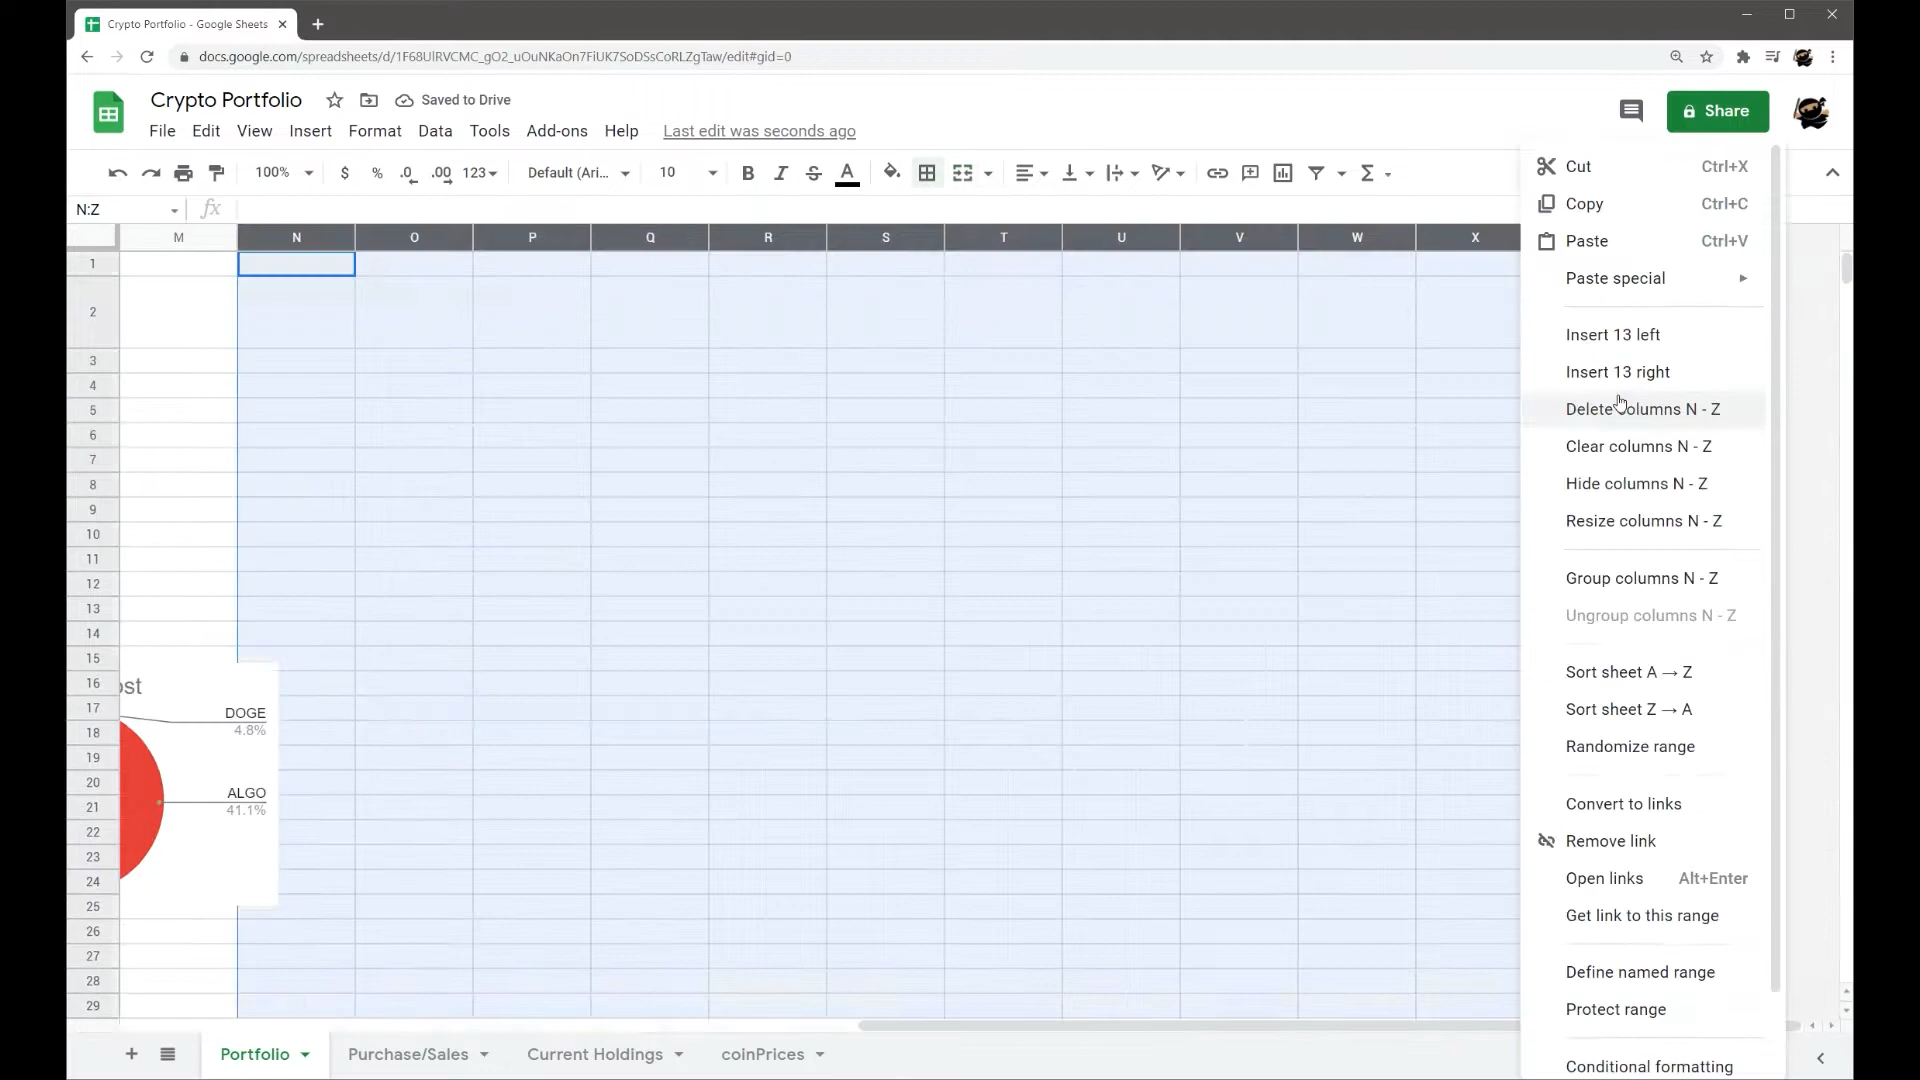 Crypto Portfolio - Google Sheets
docs.google.com/spreadsheets/d/1F68UlRVCMC_gO2_uOuNKaOn7FiUK7SoDSsCoRLZgTaw/edit#gid=0
Crypto Portfolio Saved to Drive
File Edit View Insert Format Data Tools Add-ons Help Last edit was seconds ago
Share
100% $ % .0 .00 123 Default (Ari... 10 B I S A Σ
N:Z fx
M N O P Q R S T U V W X
1
2
3
4
5
6
7
8
9
10
11
12
13
14
15
16
17
18
19
20
21
22
23
24
25
26
27
28
29
ost
DOGE
4.8%
ALGO
41.1%
Cut Ctrl+X
Copy Ctrl+C
Paste Ctrl+V
Paste special
Insert 13 left
Insert 13 right
Delete columns N - Z
Clear columns N - Z
Hide columns N - Z
Resize columns N - Z
Group columns N - Z
Ungroup columns N - Z
Sort sheet A → Z
Sort sheet Z → A
Randomize range
Convert to links
Remove link
Open links Alt+Enter
Get link to this range
Define named range
Protect range
Conditional formatting
Portfolio Purchase/Sales Current Holdings coinPrices